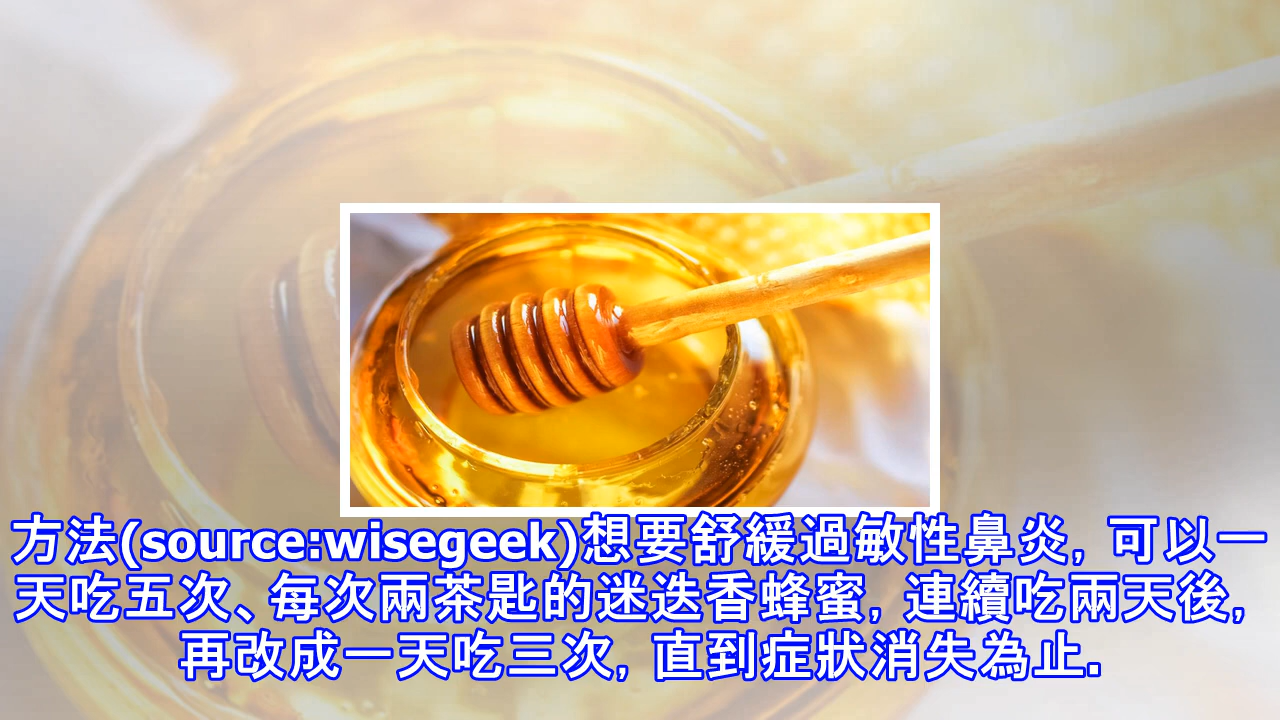 方法(source:wisegeek)想要舒緩過敏性鼻炎, 可以一
天吃五次、每次兩茶匙的迷迭香蜂蜜, 連續吃兩天後,
再改成一天吃三次, 直到症狀消失為止.